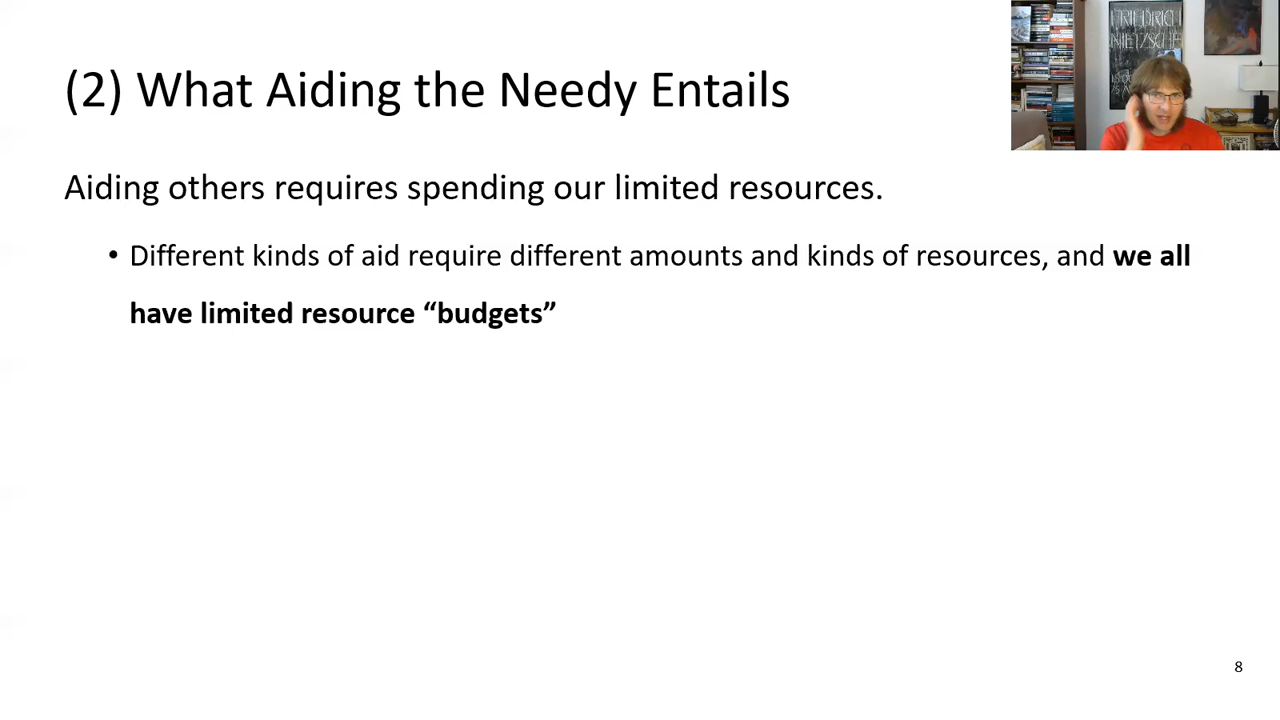 (2) What Aiding the Needy Entails
Aiding others requires spending our limited resources.
• Different kinds of aid require different amounts and kinds of resources, and we all
have limited resource “budgets”
FRIEDRICH
NIETZSCHE
8